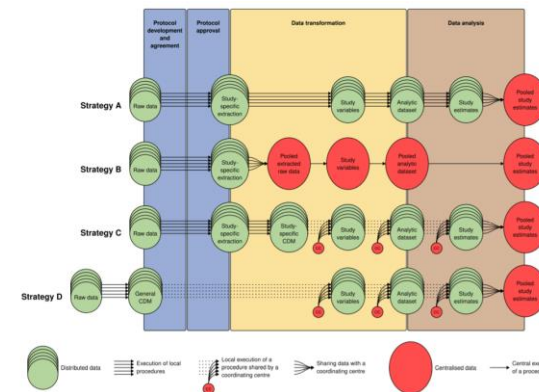 Protocol
development
and
agreement
Protocol
approval
Data transformation
Data analysis
Strategy A
Raw data
Study-
specific
extraction
Study
variables
Analytic
dataset
Study
estimates
Pooled
study
estimates
Strategy B
Raw data
Study-
specific
extraction
Pooled
extracted
raw data
Study
variables
Pooled
analytic
dataset
Pooled
study
estimates
Strategy C
Raw data
Study-
specific
extraction
Study-
specific
CDM
Study
variables
Analytic
dataset
Study
estimates
Pooled
study
estimates
Strategy D
Raw data
General
CDM
Study
variables
Analytic
dataset
Study
estimates
Pooled
study
estimates
Distributed data
Execution of local
procedures
Local execution of a
procedure shared by a
coordinating centre
Sharing data with a
coordinating centre
Centralised data
Central exe
of a proce